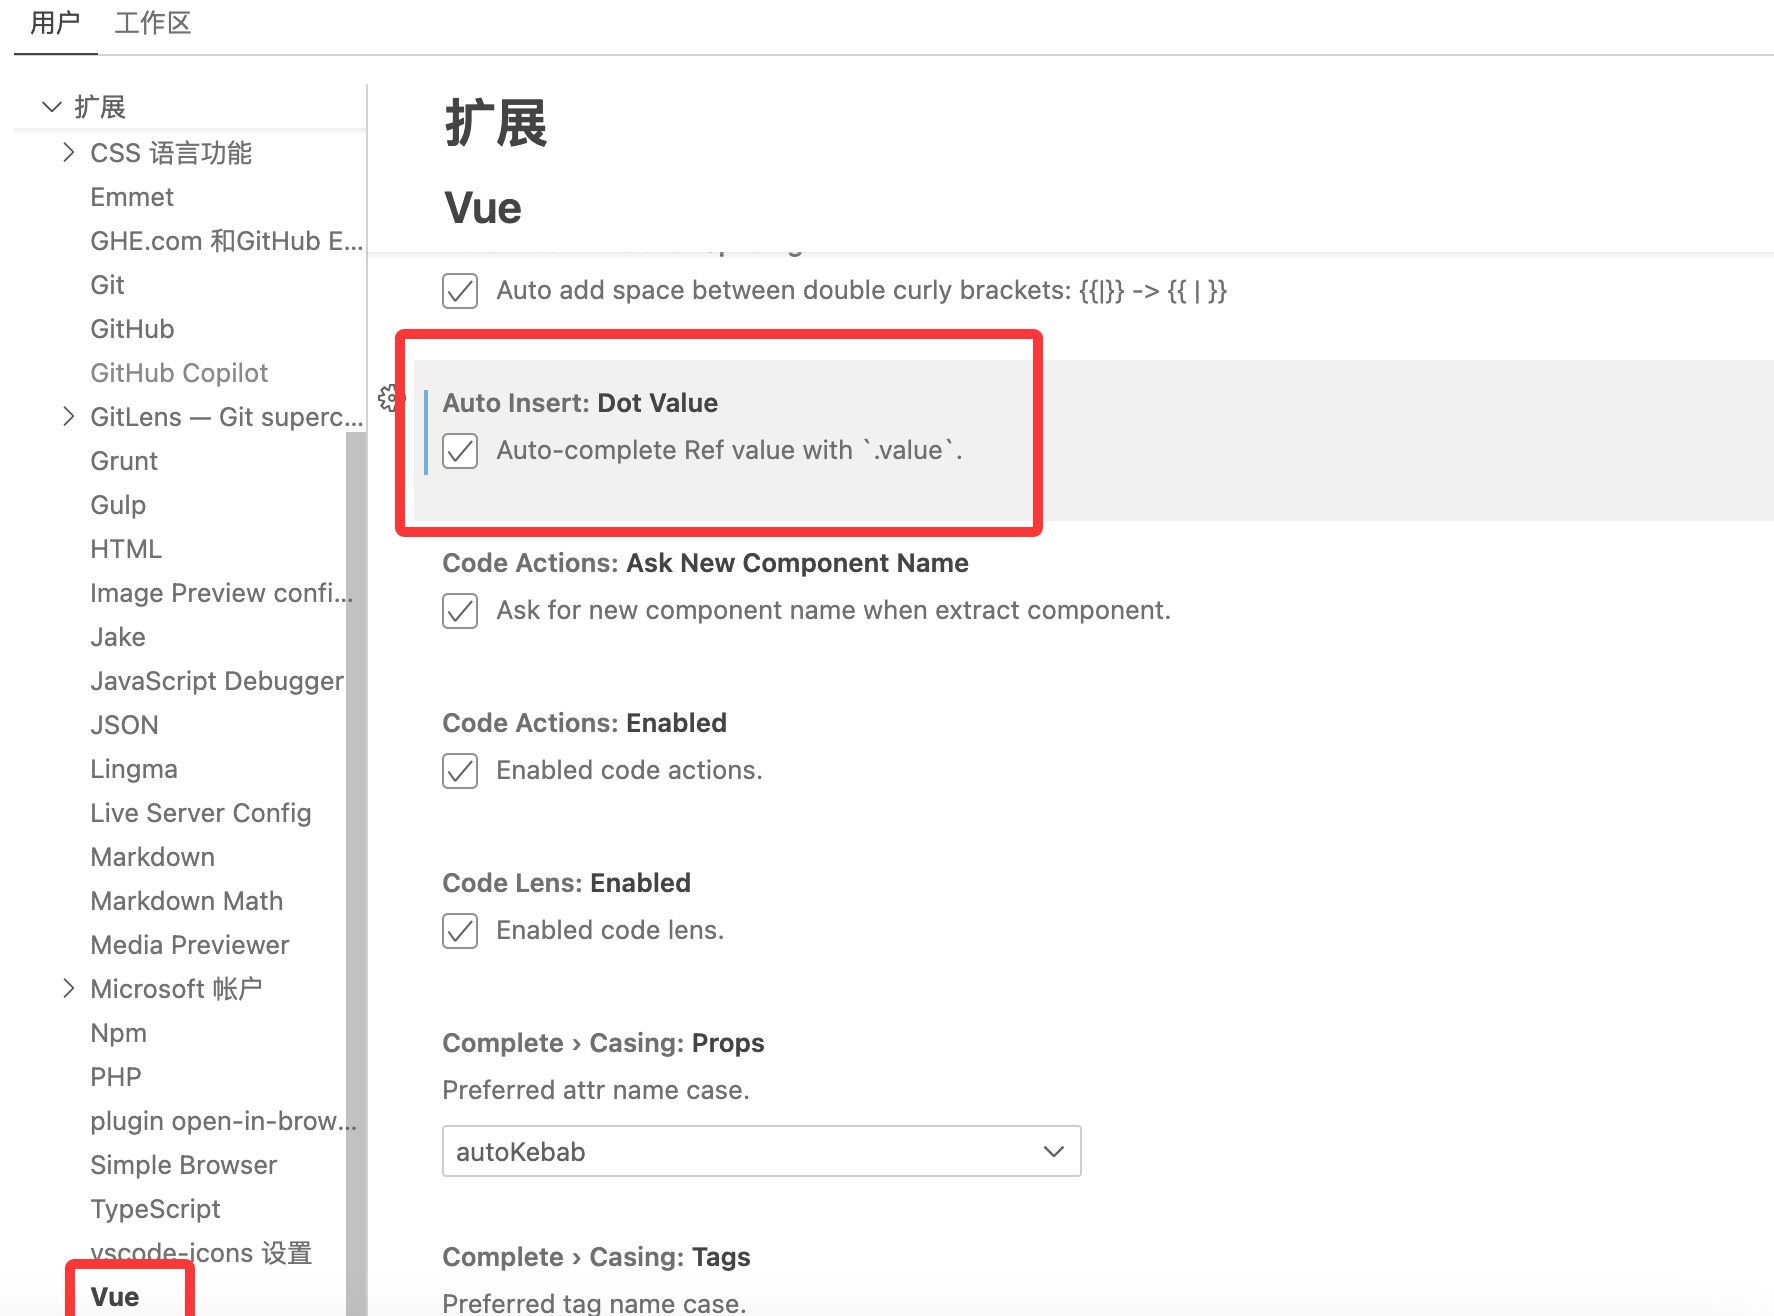 用户 工作区
扩展
CSS 语言功能
Emmet
GHE.com 和GitHub E...
Git
GitHub
GitHub Copilot
GitLens — Git superc...
Grunt
Gulp
HTML
Image Preview confi...
Jake
JavaScript Debugger
JSON
Lingma
Live Server Config
Markdown
Markdown Math
Media Previewer
Microsoft 帐户
Npm
PHP
plugin open-in-brow...
Simple Browser
TypeScript
vscode-icons 设置
Vue
扩展
Vue
Auto add space between double curly brackets: {{|}} -> {{ | }}
Auto Insert: Dot Value
Auto-complete Ref value with `.value`.
Code Actions: Ask New Component Name
Ask for new component name when extract component.
Code Actions: Enabled
Enabled code actions.
Code Lens: Enabled
Enabled code lens.
Complete › Casing: Props
Preferred attr name case.
autoKebab
Complete › Casing: Tags
Preferred tag name case.